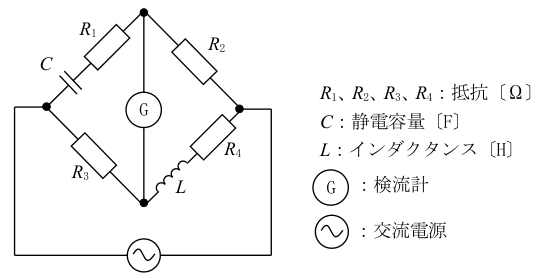 R₁
R₂
C
G
R₃
R₄
L
R₁、R₂、R₃、R₄：抵抗〔Ω〕
C：静電容量〔F〕
L：インダクタンス〔H〕
G：検流計
：交流電源